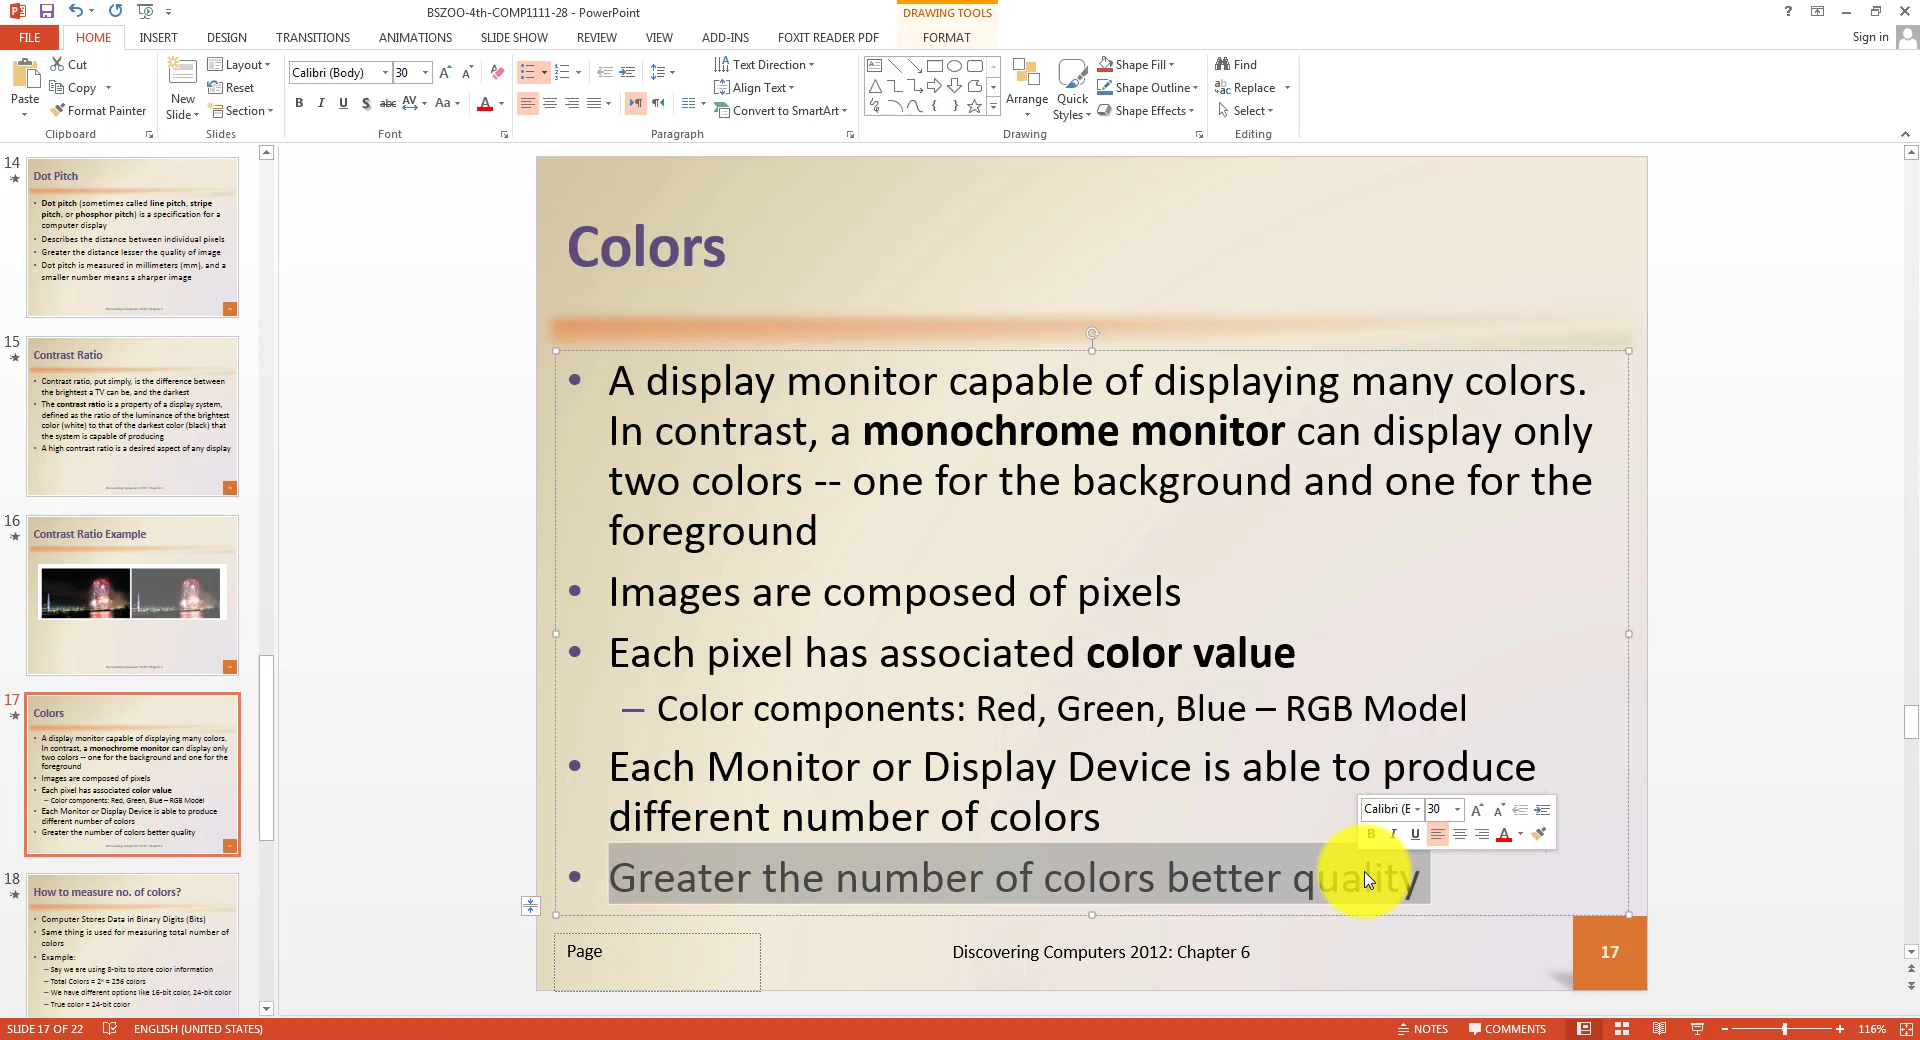 BSZOO-4th-COMP1111-28 - PowerPoint
DRAWING TOOLS
FILE
HOME
INSERT
DESIGN
TRANSITIONS
ANIMATIONS
SLIDE SHOW
REVIEW
VIEW
ADD-INS
FOXIT READER PDF
FORMAT
Sign in
Paste
Cut
Copy
Format Painter
Clipboard
New
Slide
Layout
Reset
Section
Slides
Calibri (Body)
30
Font
Text Direction
Align Text
Convert to SmartArt
Paragraph
Arrange
Quick
Styles
Shape Fill
Shape Outline
Shape Effects
Drawing
Find
Replace
Select
Editing
14
Dot Pitch
• Dot pitch (sometimes called line pitch, stripe
pitch, or phosphor pitch) is a specification for a
computer display
• Describes the distance between individual pixels
• Greater the distance lesser the quality of image
• Dot pitch is measured in millimeters (mm), and a
smaller number means a sharper image
15
Contrast Ratio
• Contrast ratio, put simply, is the difference between
the brightest a TV can be, and the darkest
• The contrast ratio is a property of a display system,
defined as the ratio of the luminance of the brightest
color (white) to that of the darkest color (black) that
the system is capable of producing
• A high contrast ratio is a desired aspect of any display
16
Contrast Ratio Example
17
Colors
• A display monitor capable of displaying many colors.
In contrast, a monochrome monitor can display only
two colors -- one for the background and one for the
foreground
• Images are composed of pixels
• Each pixel has associated color value
– Color components: Red, Green, Blue – RGB Model
• Each Monitor or Display Device is able to produce
different number of colors
• Greater the number of colors better quality
18
How to measure no. of colors?
• Computer Stores Data in Binary Digits (Bits)
• Same thing is used for measuring total number of
colors
• Example:
– Say we are using 8-bits to store color information
– Total Colors = 2⁸ = 256 colors
– We have different options like 16-bit color, 24-bit color
– True color = 24-bit color
Colors
• A display monitor capable of displaying many colors.
In contrast, a monochrome monitor can display only
two colors -- one for the background and one for the
foreground
• Images are composed of pixels
• Each pixel has associated color value
– Color components: Red, Green, Blue – RGB Model
• Each Monitor or Display Device is able to produce
different number of colors
• Greater the number of colors better quality
Calibri (E
30
Page
Discovering Computers 2012: Chapter 6
17
SLIDE 17 OF 22
ENGLISH (UNITED STATES)
NOTES
COMMENTS
116%